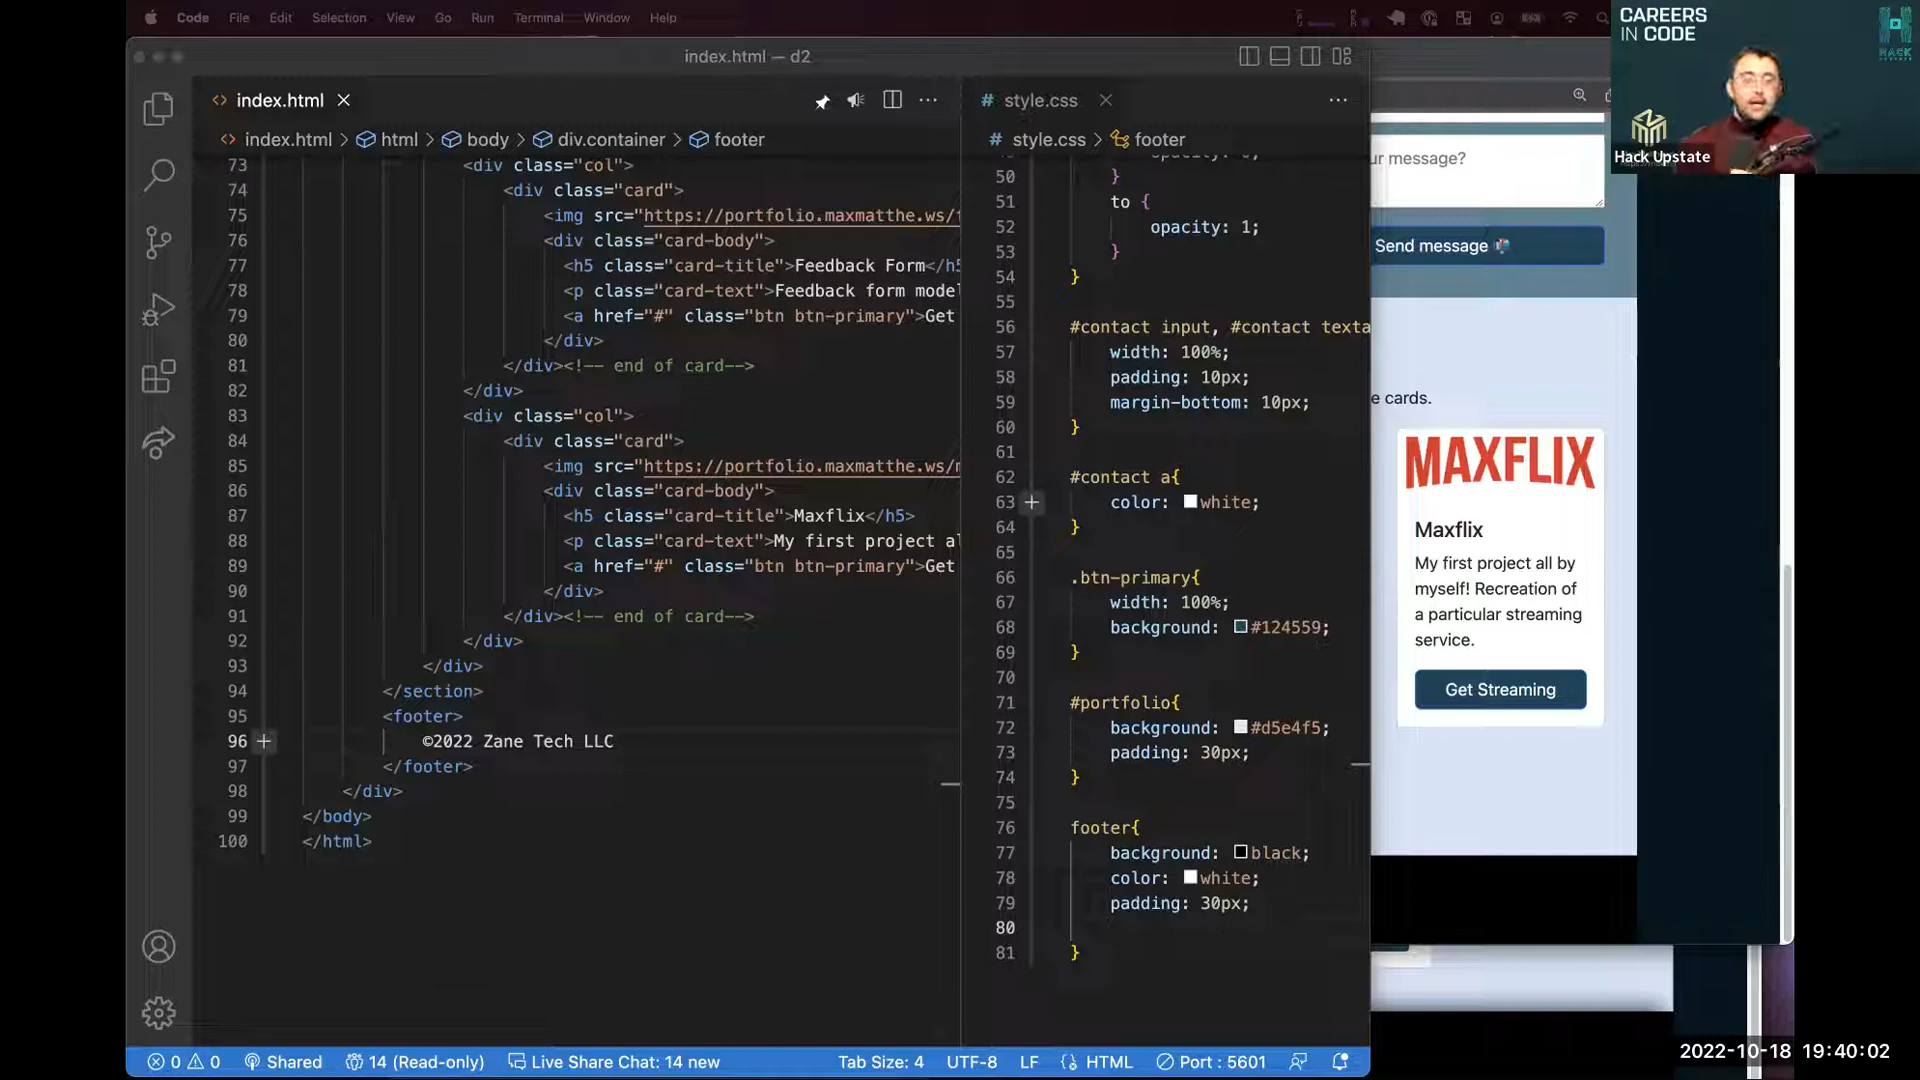 Code File Edit Selection View Go Run Terminal Window Help
index.html — d2
index.html
index.html > html > body > div.container > footer
73 <div class="col">
74 <div class="card">
75 <img src="https://portfolio.maxmatthe.ws/
76 <div class="card-body">
77 <h5 class="card-title">Feedback Form</h5
78 <p class="card-text">Feedback form model
79 <a href="#" class="btn btn-primary">Get
80 </div>
81 </div><!-- end of card-->
82 </div>
83 <div class="col">
84 <div class="card">
85 <img src="https://portfolio.maxmatthe.ws/
86 <div class="card-body">
87 <h5 class="card-title">Maxflix</h5>
88 <p class="card-text">My first project al
89 <a href="#" class="btn btn-primary">Get
90 </div>
91 </div><!-- end of card-->
92 </div>
93 </div>
94 </section>
95 <footer>
96 ©2022 Zane Tech LLC
97 </footer>
98 </div>
99 </body>
100 </html>
# style.css
# style.css > footer
50 }
51 to {
52 opacity: 1;
53 }
54 }
55
56 #contact input, #contact texta
57 width: 100%;
58 padding: 10px;
59 margin-bottom: 10px;
60 }
61
62 #contact a{
63 color: white;
64 }
65
66 .btn-primary{
67 width: 100%;
68 background: #124559;
69 }
70
71 #portfolio{
72 background: #d5e4f5;
73 padding: 30px;
74 }
75
76 footer{
77 background: black;
78 color: white;
79 padding: 30px;
80
81 }
ur message?
Send message
e cards.
MAXFLIX
Maxflix
My first project all by
myself! Recreation of
a particular streaming
service.
Get Streaming
CAREERS
IN CODE
HACK
Hack Upstate
0 0 Shared 14 (Read-only) Live Share Chat: 14 new Tab Size: 4 UTF-8 LF HTML Port : 5601
2022-10-18 19:40:02